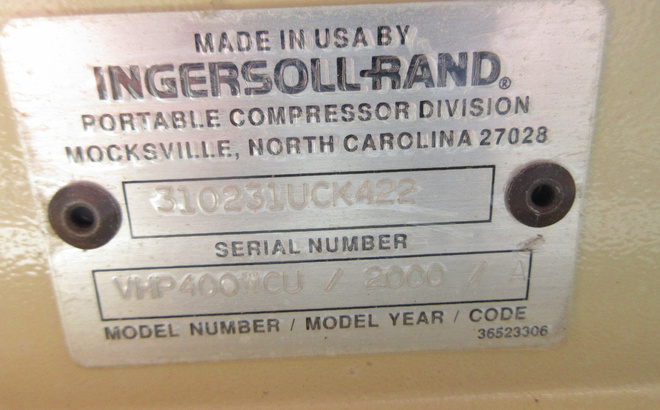 MADE IN USA BY
INGERSOLL-RAND®
PORTABLE COMPRESSOR DIVISION
MOCKSVILLE, NORTH CAROLINA 27028
310231UCK422
SERIAL NUMBER
VHP400WCU / 2000 / A
MODEL NUMBER / MODEL YEAR / CODE
36523306